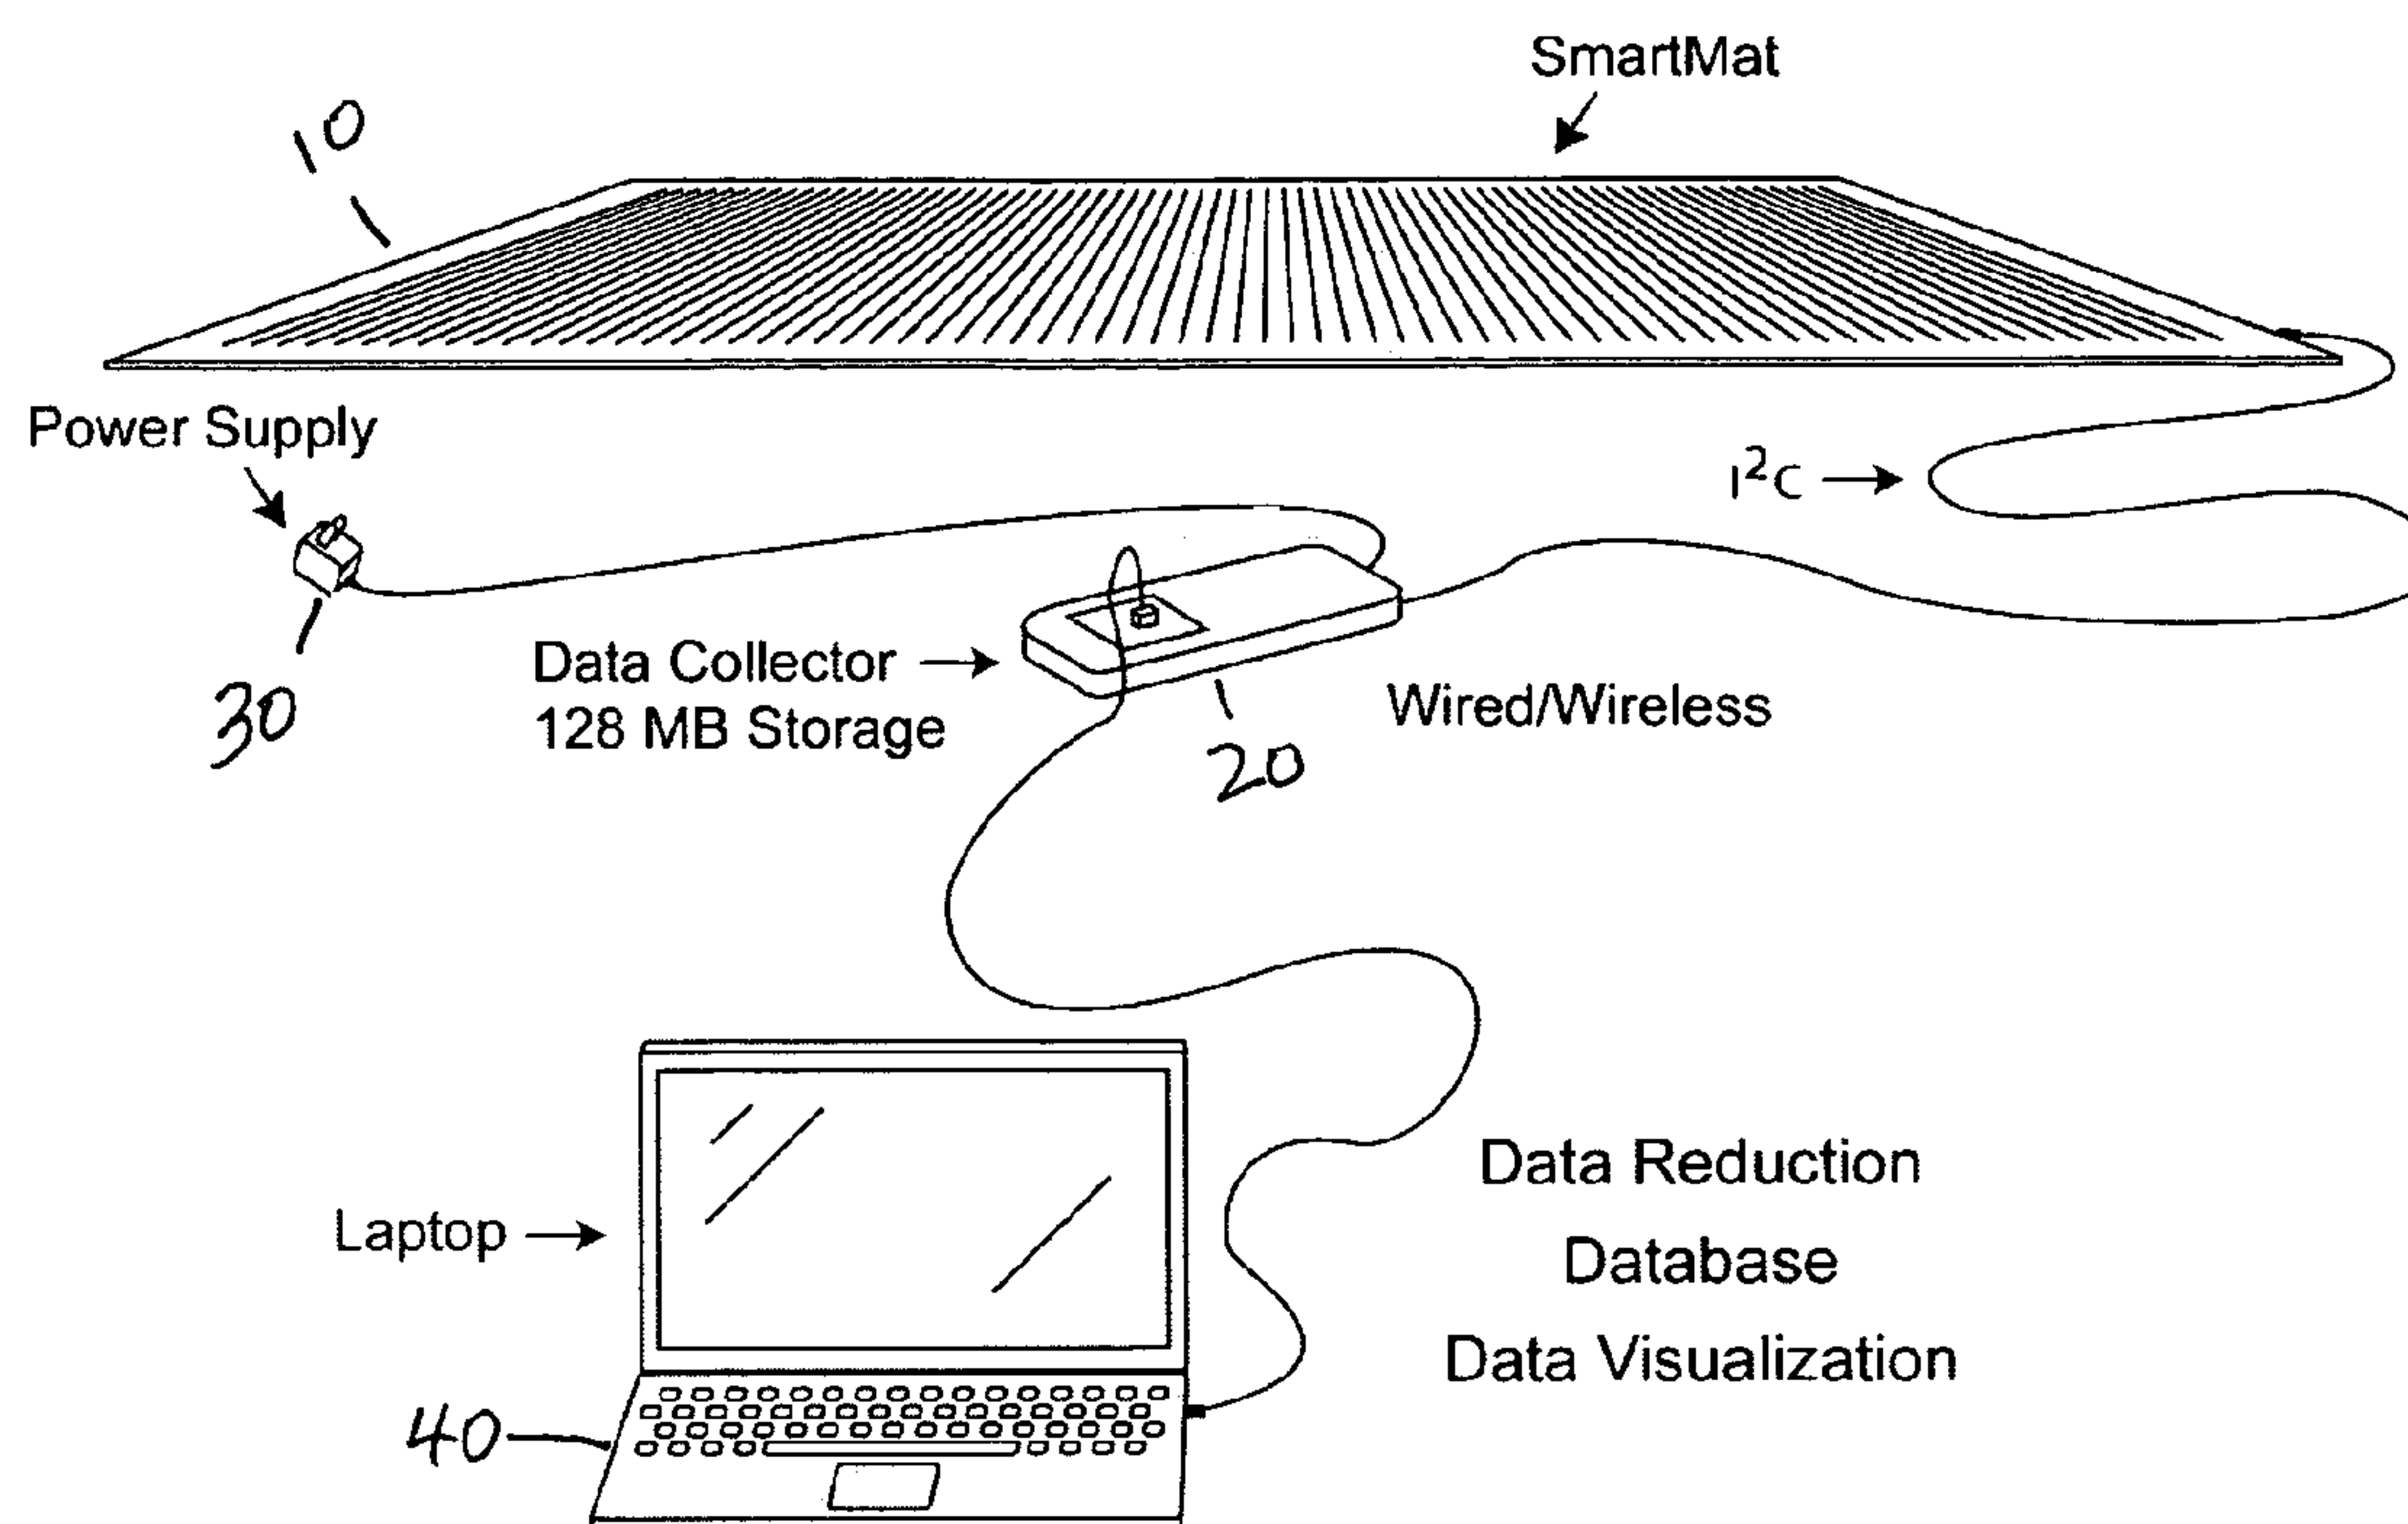 SmartMat
10
Power Supply
I²C
30
Data Collector
128 MB Storage
Wired/Wireless
20
Laptop
Data Reduction
Database
Data Visualization
40